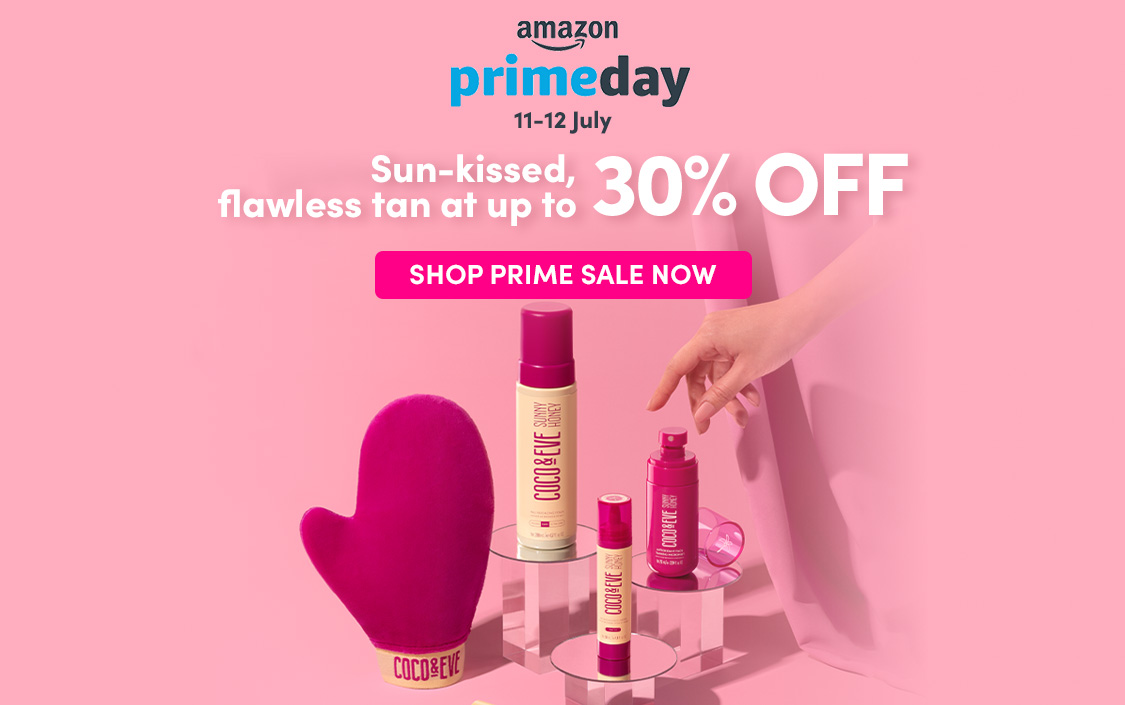 amazon
primeday
11-12 July
Sun-kissed,
flawless tan at up to
30% OFF
SHOP PRIME SALE NOW
COCO & EVE
SUNNY
HONEY
COCO & EVE
SUNNY
HONEY
COCO & EVE
SUNNY
HONEY
COCO&EVE